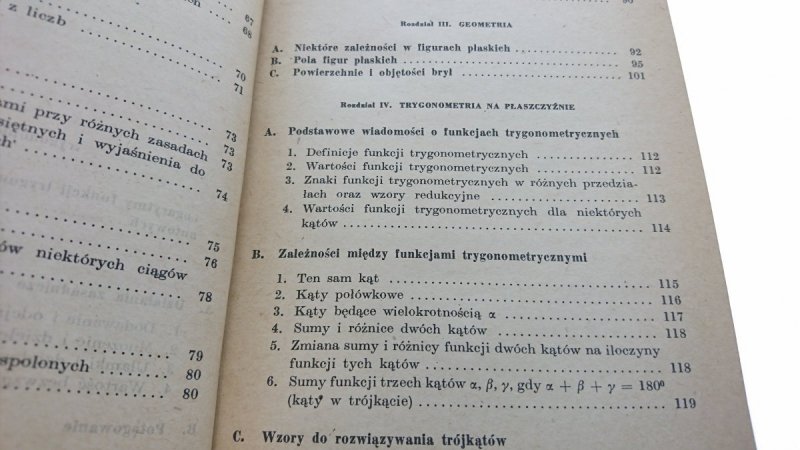 67
z liczb
68
70
71
ami przy różnych zasadach 73
siętnych i wyjaśnienia do 73
ch 73
74
75
76
ów niektórych ciągów
78
79
spolonych 80
80
96
Rozdział III. GEOMETRIA
A. Niektóre zależności w figurach płaskich 92
B. Pola figur płaskich 95
C. Powierzchnie i objętości brył 101
Rozdział IV. TRYGONOMETRIA NA PŁASZCZYŹNIE
A. Podstawowe wiadomości o funkcjach trygonometrycznych
1. Definicje funkcji trygonometrycznych 112
2. Wartości funkcji trygonometrycznych 112
3. Znaki funkcji trygonometrycznych w różnych przedzia-
łach oraz wzory redukcyjne 113
4. Wartości funkcji trygonometrycznych dla niektórych
kątów 114
B. Zależności między funkcjami trygonometrycznymi
1. Ten sam kąt 115
2. Kąty połówkowe 116
3. Kąty będące wielokrotnością α 117
4. Sumy i różnice dwóch kątów 118
5. Zmiana sumy i różnicy funkcji dwóch kątów na iloczyny
funkcji tych kątów 118
6. Sumy funkcji trzech kątów α, β, γ, gdy α + β + γ = 180°
(kąty w trójkącie) 119
C. Wzory do rozwiązywania trójkątów